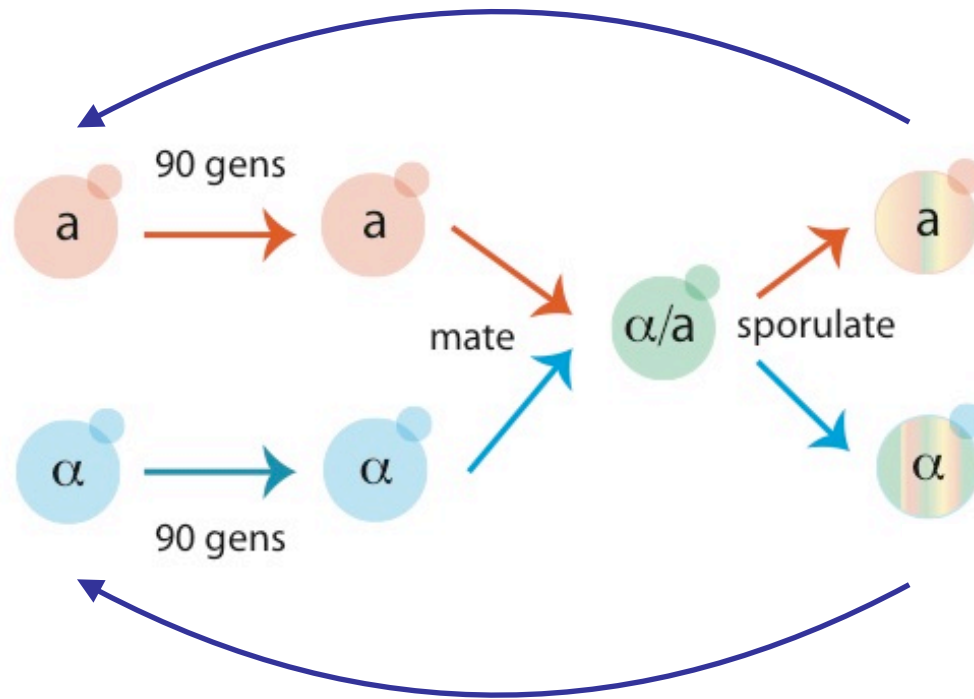 90 gens
a
a
a
mate
α/a
sporulate
α
α
α
90 gens